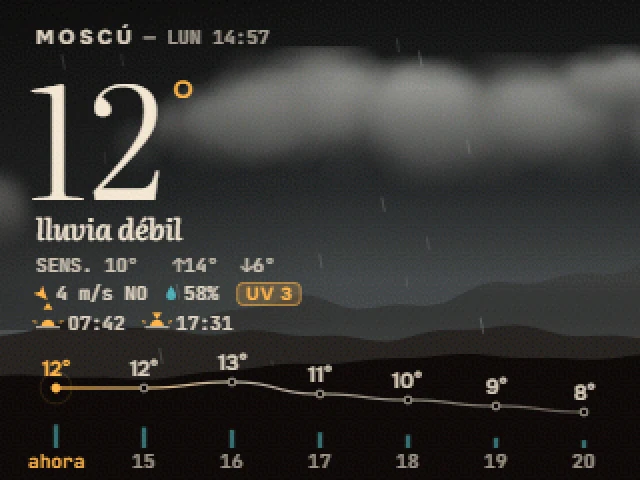 MOSCÚ — LUN 14:57
12°
lluvia débil
SENS. 10° ↑14° ↓6°
4 m/s NO 58% UV 3
07:42 17:31
12° 12° 13° 11° 10° 9° 8°
ahora 15 16 17 18 19 20